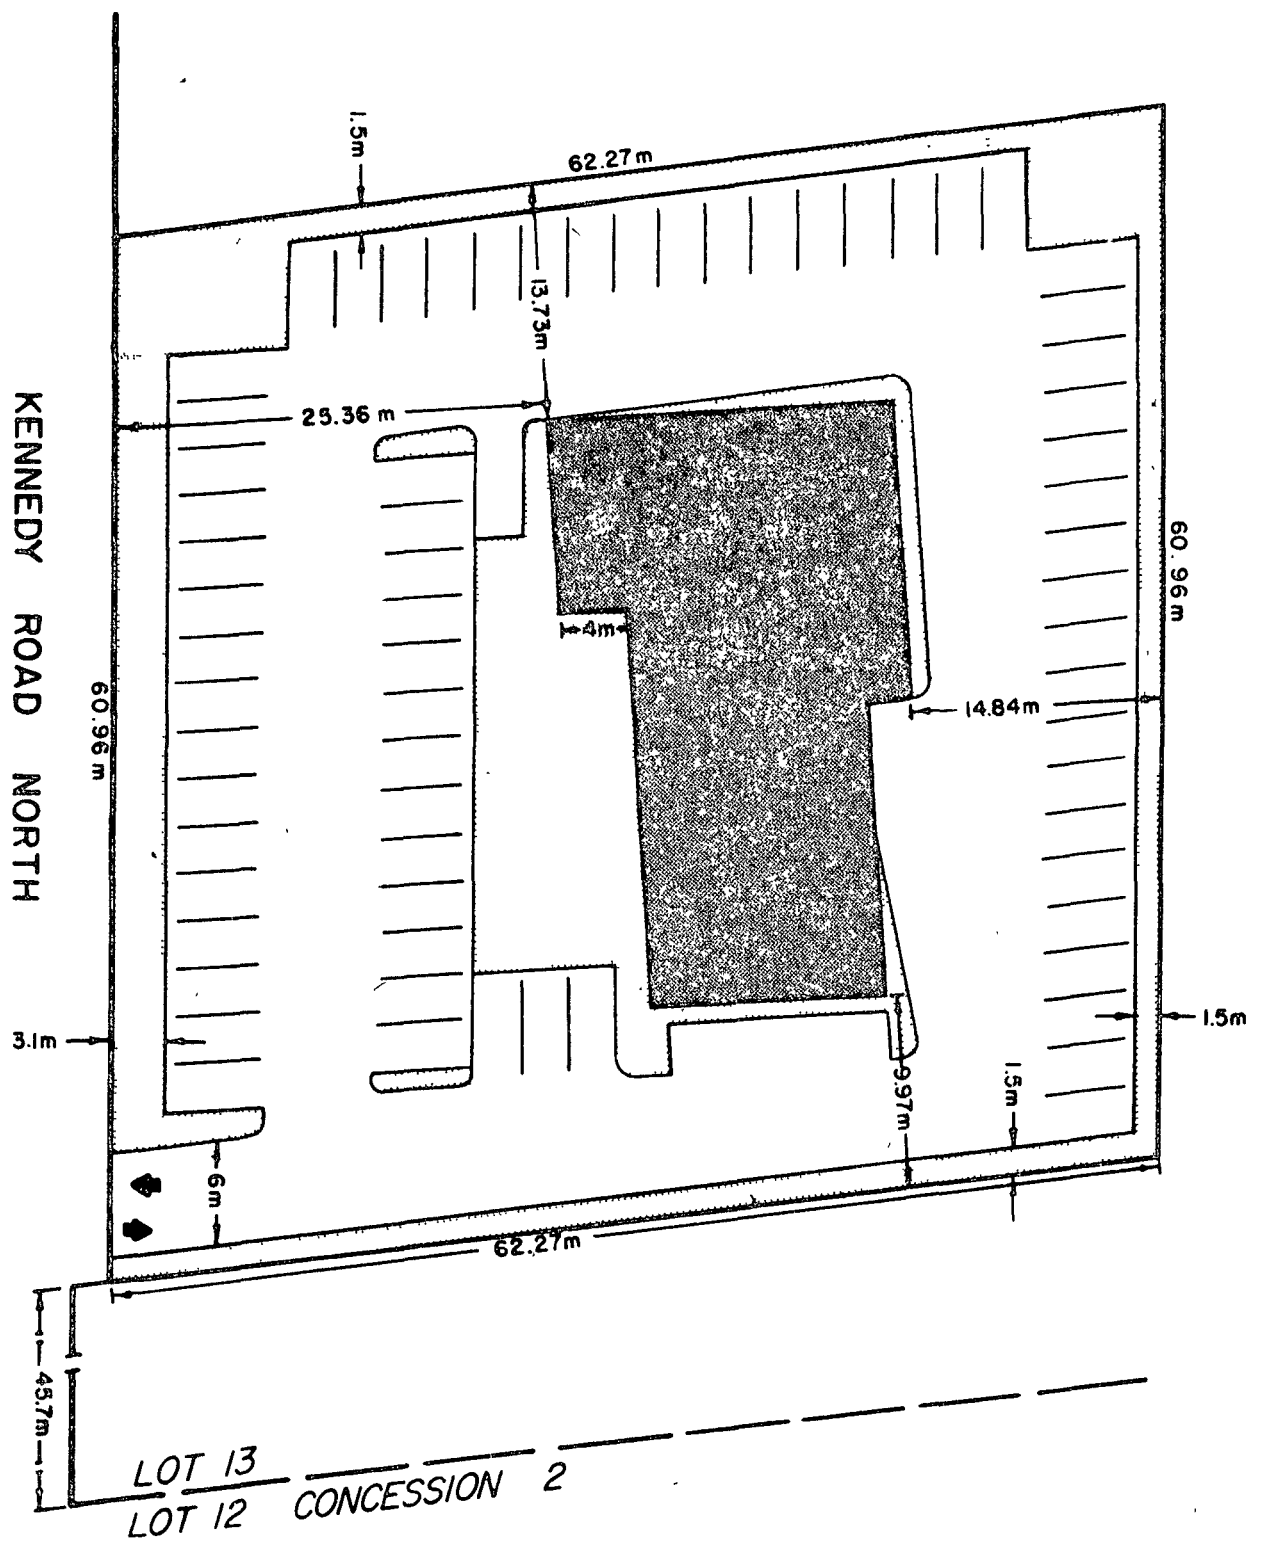 1.5m
62.27m
13.73m
25.36 m
KENNEDY ROAD NORTH
60.96m
4m
14.84m
60.96 m
3.1m
1.5m
1.5m
9.97m
6m
62.27m
45.7m
LOT 13
LOT 12 CONCESSION 2